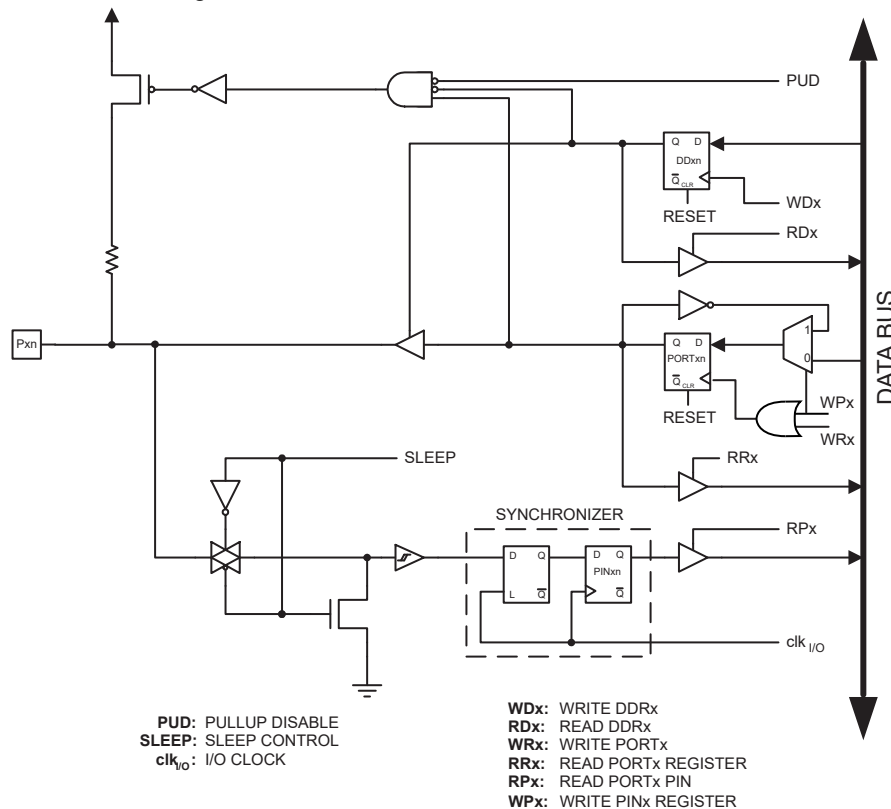 PUD
Q D
DDxn
Q
CLR
WDx
RESET
RDx
DATA BUS
1
Pxn
Q D
PORTxn
0
Q
CLR
WPx
RESET
WRx
SLEEP
RRx
SYNCHRONIZER
RPx
D Q
D Q
PINxn
L Q
Q
clk I/O
PUD: PULLUP DISABLE
SLEEP: SLEEP CONTROL
clkI/O: I/O CLOCK
WDx: WRITE DDRx
RDx: READ DDRx
WRx: WRITE PORTx
RRx: READ PORTx REGISTER
RPx: READ PORTx PIN
WPx: WRITE PINx REGISTER